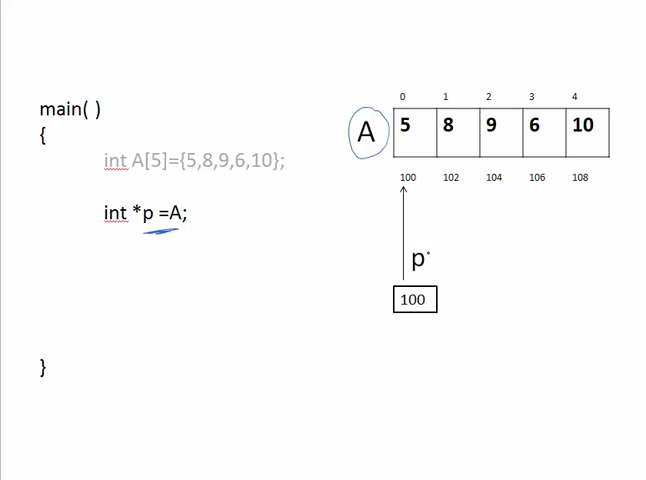 main( )
{
int A[5]={5,8,9,6,10};
int *p =A;
}
0 1 2 3 4
A 5 8 9 6 10
100 102 104 106 108
p
100